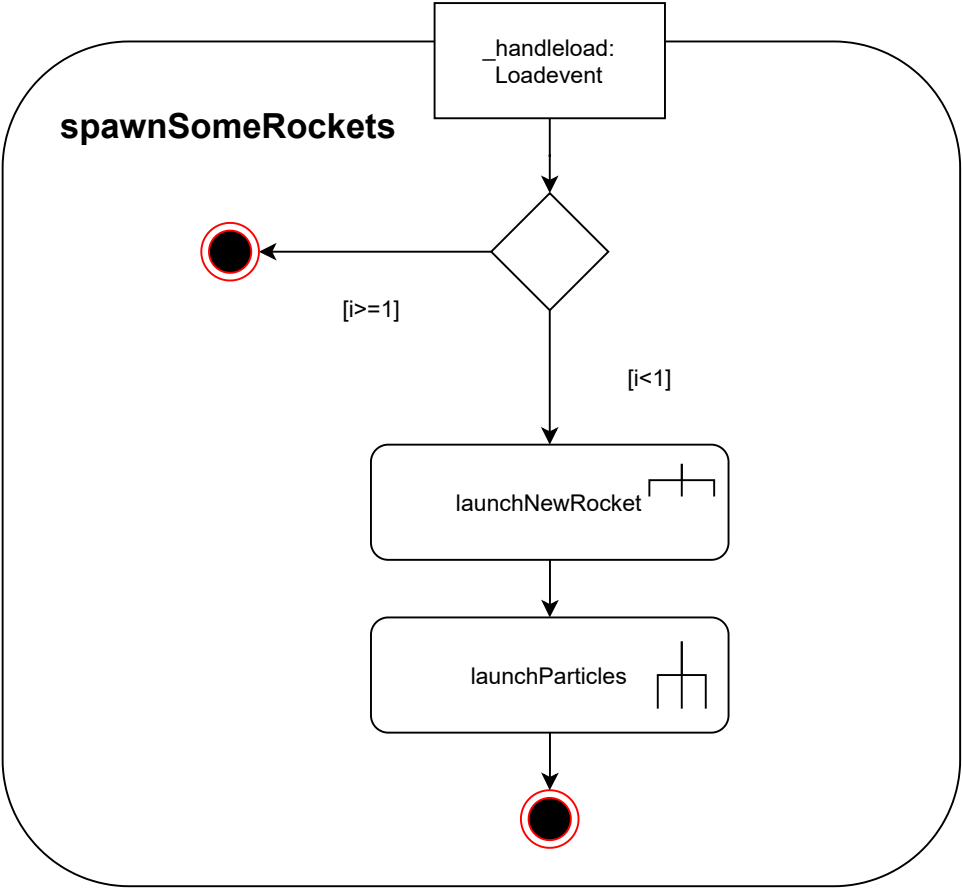 _handleload:
Loadevent
spawnSomeRockets
[i>=1]
[i<1]
launchNewRocket
launchParticles